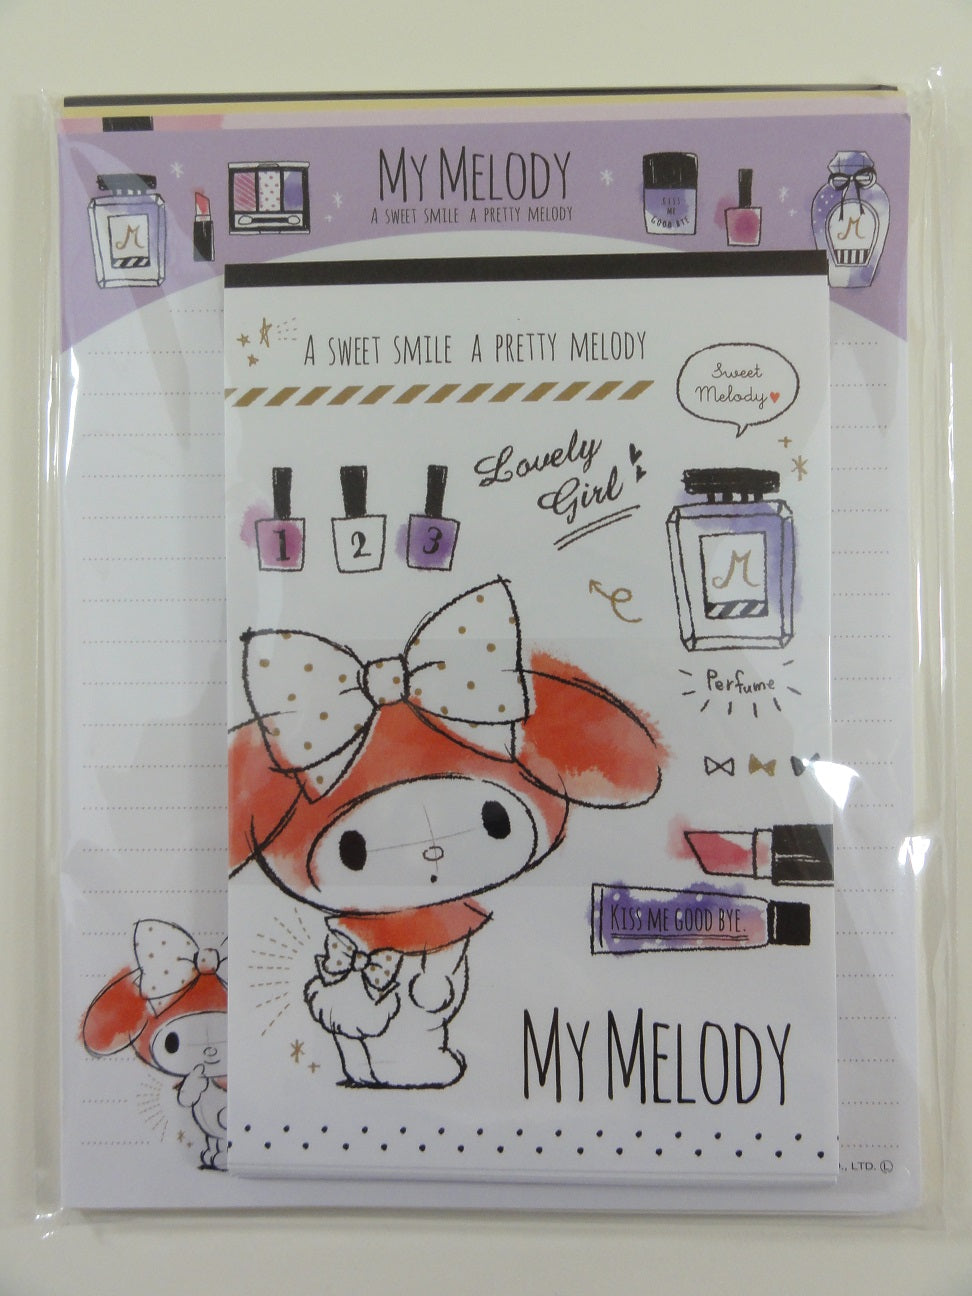 MY MELODY
A SWEET SMILE A PRETTY MELODY
M
KISS
ME
GOOD BYE
M
A SWEET SMILE A PRETTY MELODY
Sweet
Melody
Lovely
Girl
1 2 3
M
Perfume
KISS ME GOOD BYE.
MY MELODY
., LTD. Ⓛ